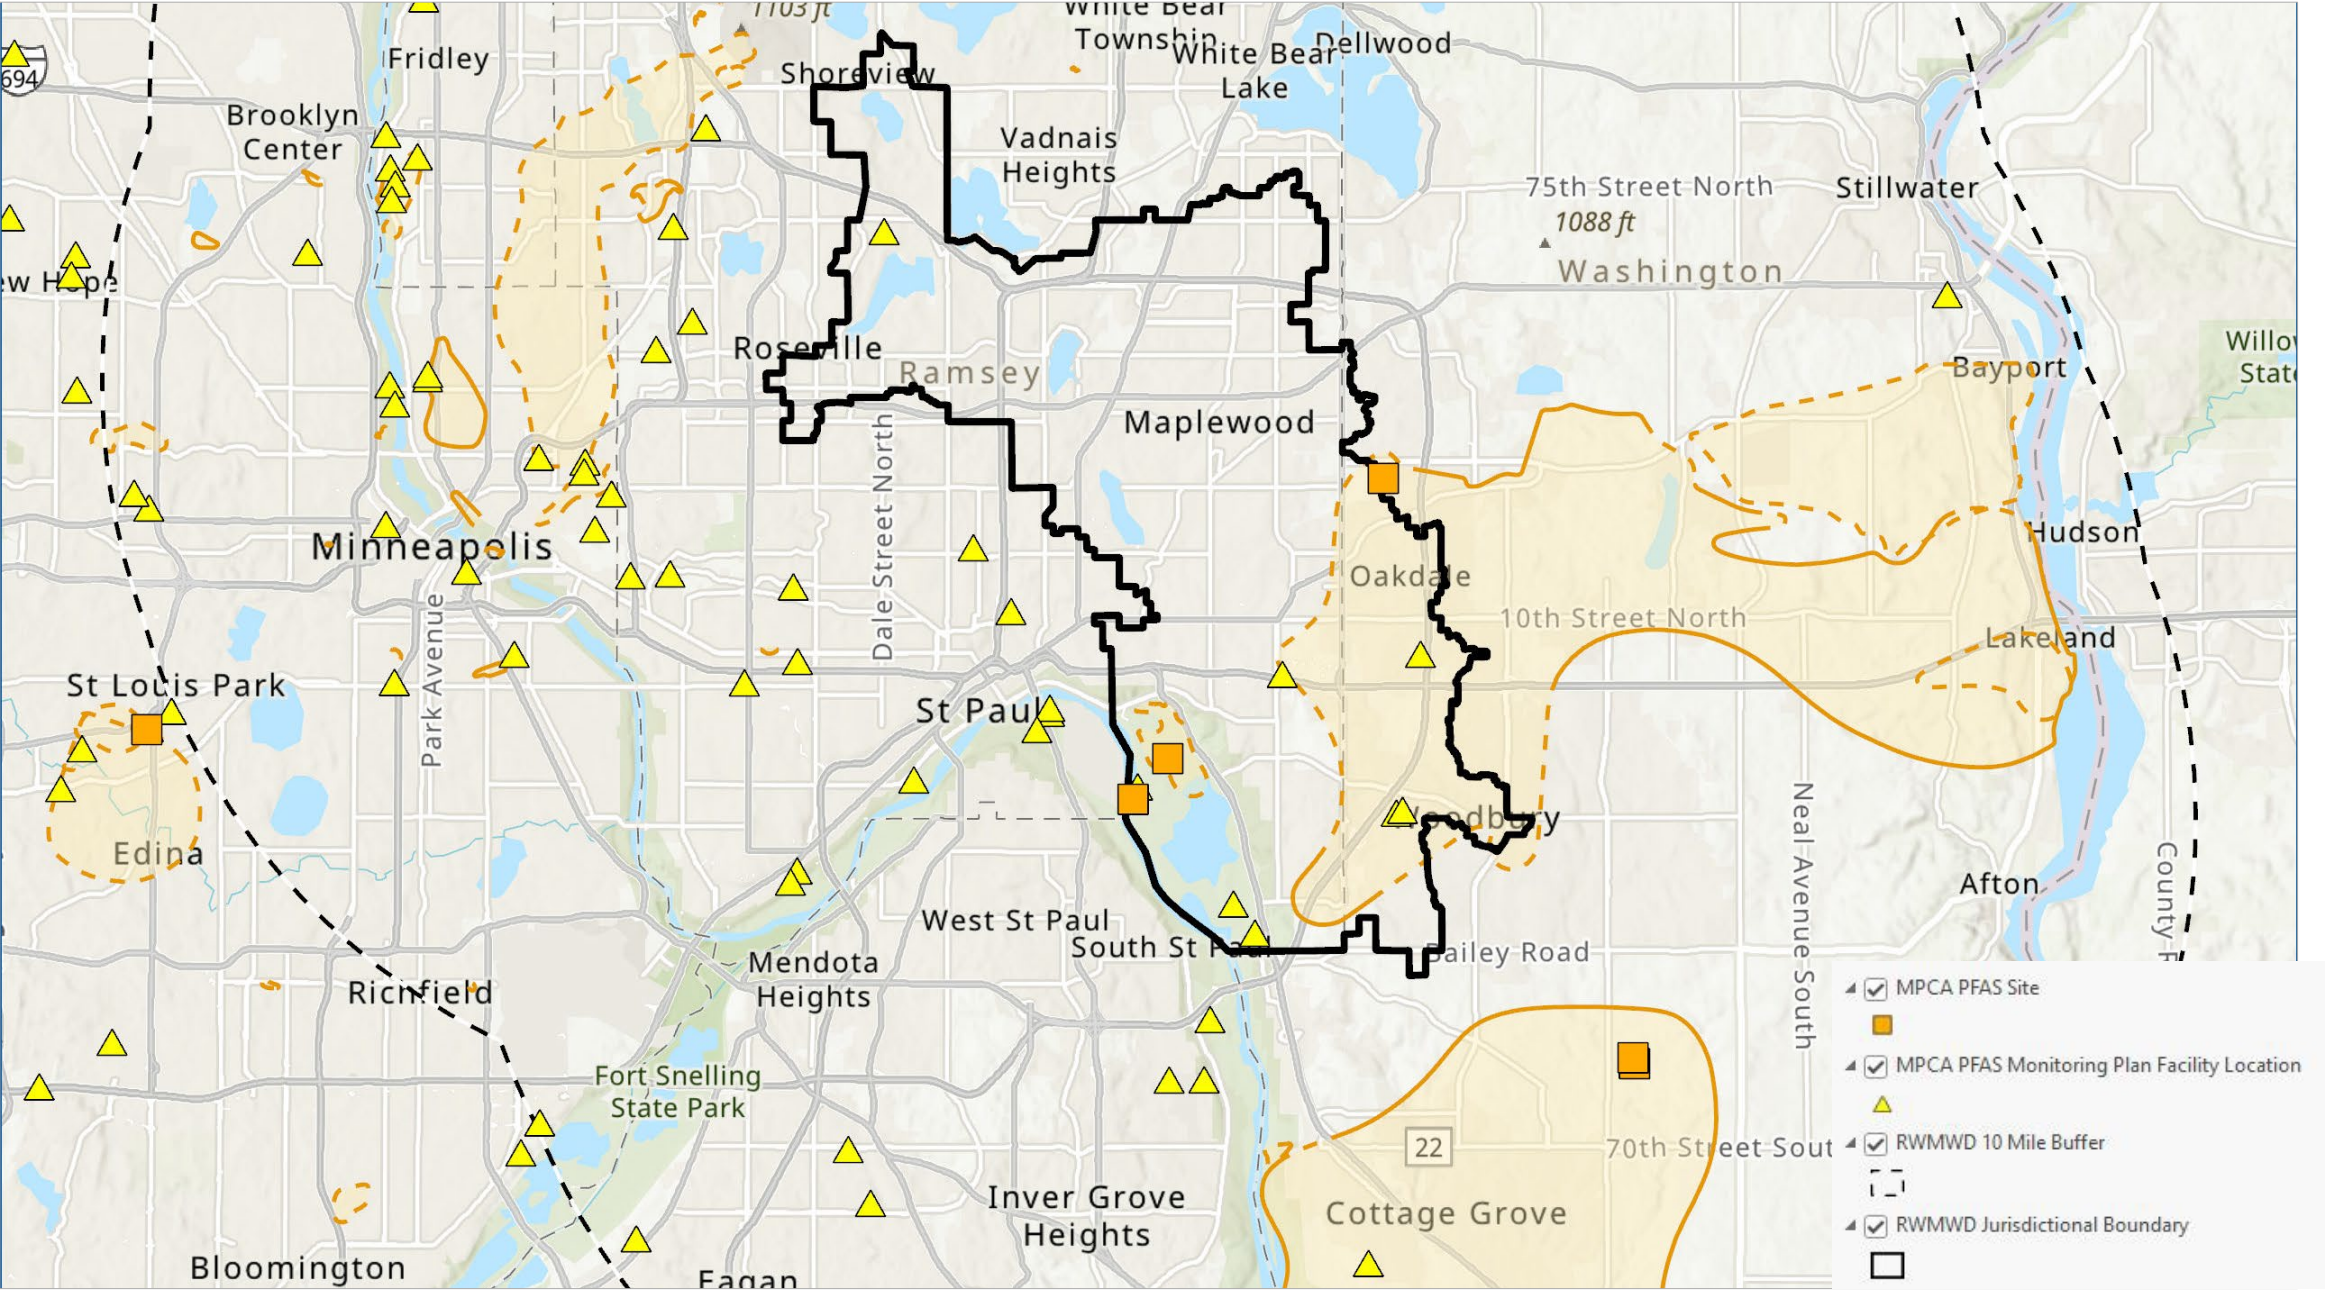 1103 ft
White Bear
Township
White Bear
Lake
Dellwood
Fridley
Shoreview
694
Brooklyn
Center
Vadnais
Heights
75th Street North
Stillwater
1088 ft
Washington
ew Hope
Roseville
Ramsey
Willo
State
Bayport
Maplewood
Dale Street North
Minneapolis
Hudson
Oakdale
10th Street North
Lakeland
St Louis Park
Park Avenue
St Paul
Woodbury
Neal Avenue South
Edina
County R
Afton
West St Paul
South St Paul
Bailey Road
Mendota
Heights
Richfield
Fort Snelling
State Park
22
70th Street Sout
Inver Grove
Heights
Cottage Grove
Bloomington
Eagan
MPCA PFAS Site
MPCA PFAS Monitoring Plan Facility Location
RWMWD 10 Mile Buffer
RWMWD Jurisdictional Boundary